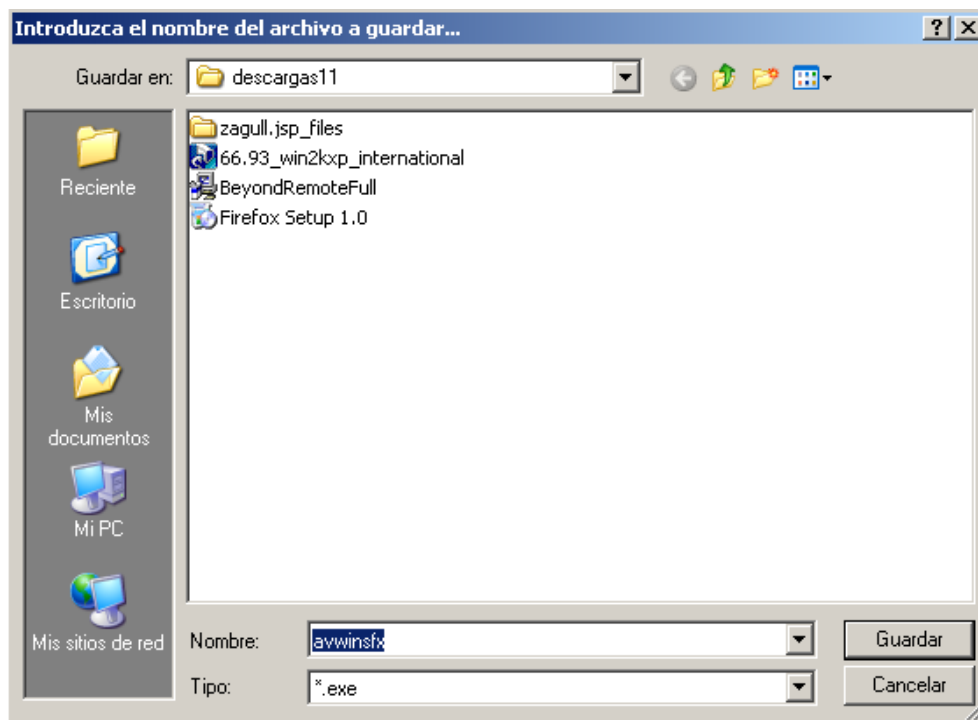 Introduzca el nombre del archivo a guardar...
Guardar en: descargas11
Reciente
Escritorio
Mis
documentos
Mi PC
Mis sitios de red
zagull.jsp_files
66.93_win2kxp_international
BeyondRemoteFull
Firefox Setup 1.0
Nombre: avwinsfx Guardar
Tipo: *.exe Cancelar